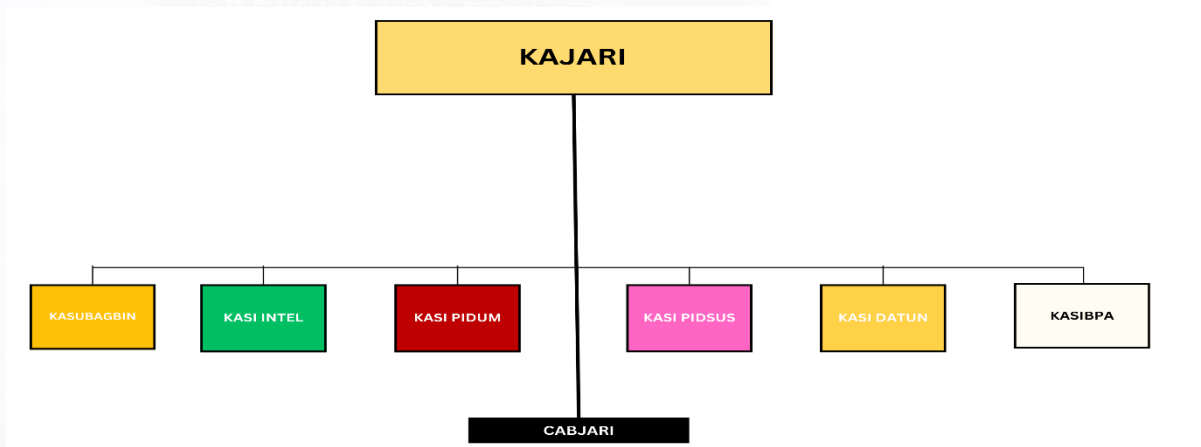 KAJARI
KASUBAGBIN
KASI INTEL
KASI PIDUM
KASI PIDSUS
KASI DATUN
KASIBPA
CABJARI